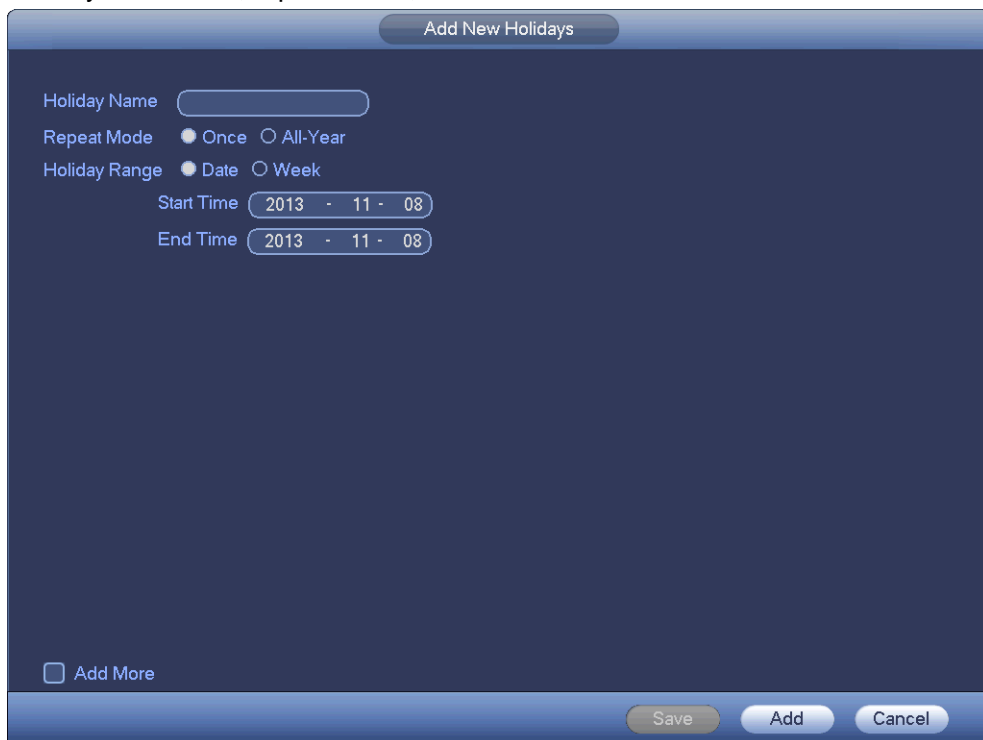 Add New Holidays
Holiday Name
Repeat Mode Once All-Year
Holiday Range Date Week
Start Time 2013 - 11 - 08
End Time 2013 - 11 - 08
Add More
Save Add Cancel